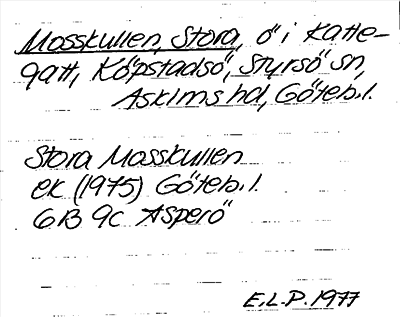 Mosskullen, Stora, ö i Katte-
gatt, Köpstadsö, Styrsö sn,
Askims hd, Göteb.l.
Stora Mosskullen
ek (1975) Göteb.l.
6B 9c Asperö
E.L.P. 1977